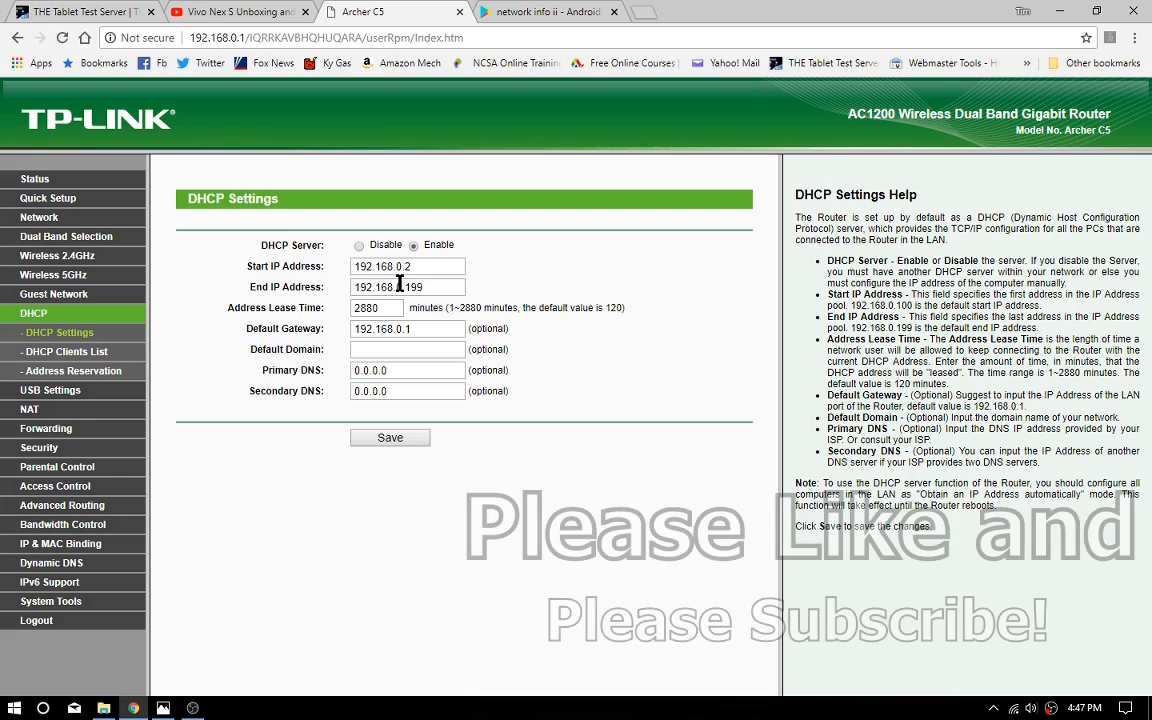 THE Tablet Test Server | T
Vivo Nex S Unboxing and
Archer C5
network info ii - Android
Tim
Not secure | 192.168.0.1/IQRRKAVBHQHUQARA/userRpm/Index.htm
Apps Bookmarks Fb Twitter Fox News Ky Gas Amazon Mech NCSA Online Trainin Free Online Courses Yahoo! Mail THE Tablet Test Serve Webmaster Tools - H » Other bookmarks
TP-LINK®
AC1200 Wireless Dual Band Gigabit Router
Model No. Archer C5
Status
Quick Setup
Network
Dual Band Selection
Wireless 2.4GHz
Wireless 5GHz
Guest Network
DHCP
- DHCP Settings
- DHCP Clients List
- Address Reservation
USB Settings
NAT
Forwarding
Security
Parental Control
Access Control
Advanced Routing
Bandwidth Control
IP & MAC Binding
Dynamic DNS
IPv6 Support
System Tools
Logout
DHCP Settings
DHCP Server: Disable Enable
Start IP Address: 192.168.0.2
End IP Address: 192.168.0.199
Address Lease Time: 2880 minutes (1~2880 minutes, the default value is 120)
Default Gateway: 192.168.0.1 (optional)
Default Domain: (optional)
Primary DNS: 0.0.0.0 (optional)
Secondary DNS: 0.0.0.0 (optional)
Save
DHCP Settings Help
The Router is set up by default as a DHCP (Dynamic Host Configuration
Protocol) server, which provides the TCP/IP configuration for all the PCs that
are connected to the Router in the LAN.
• DHCP Server - Enable or Disable the server. If you disable the Server,
you must have another DHCP server within your network or else you
must configure the IP address of the computer manually.
• Start IP Address - This field specifies the first address in the IP Address
pool. 192.168.0.100 is the default start IP address.
• End IP Address - This field specifies the last address in the IP Address
pool. 192.168.0.199 is the default end IP address.
• Address Lease Time - The Address Lease Time is the length of time a
network user will be allowed to keep connecting to the Router with the
current DHCP Address. Enter the amount of time, in minutes, that the
DHCP address will be "leased". The time range is 1~2880 minutes. The
default value is 120 minutes.
• Default Gateway - (Optional) Suggest to input the IP Address of the LAN
port of the Router, default value is 192.168.0.1.
• Default Domain - (Optional) Input the domain name of your network.
• Primary DNS - (Optional) Input the DNS IP address provided by your
ISP. Or consult your ISP.
• Secondary DNS - (Optional) You can input the IP Address of another
DNS server if your ISP provides two DNS servers.
Note: To use the DHCP server function of the Router, you should configure all
computers in the LAN as "Obtain an IP Address automatically" mode. This
function will take effect until the Router reboots.
Click Save to save the changes.
Please Like and
Please Subscribe!
4:47 PM